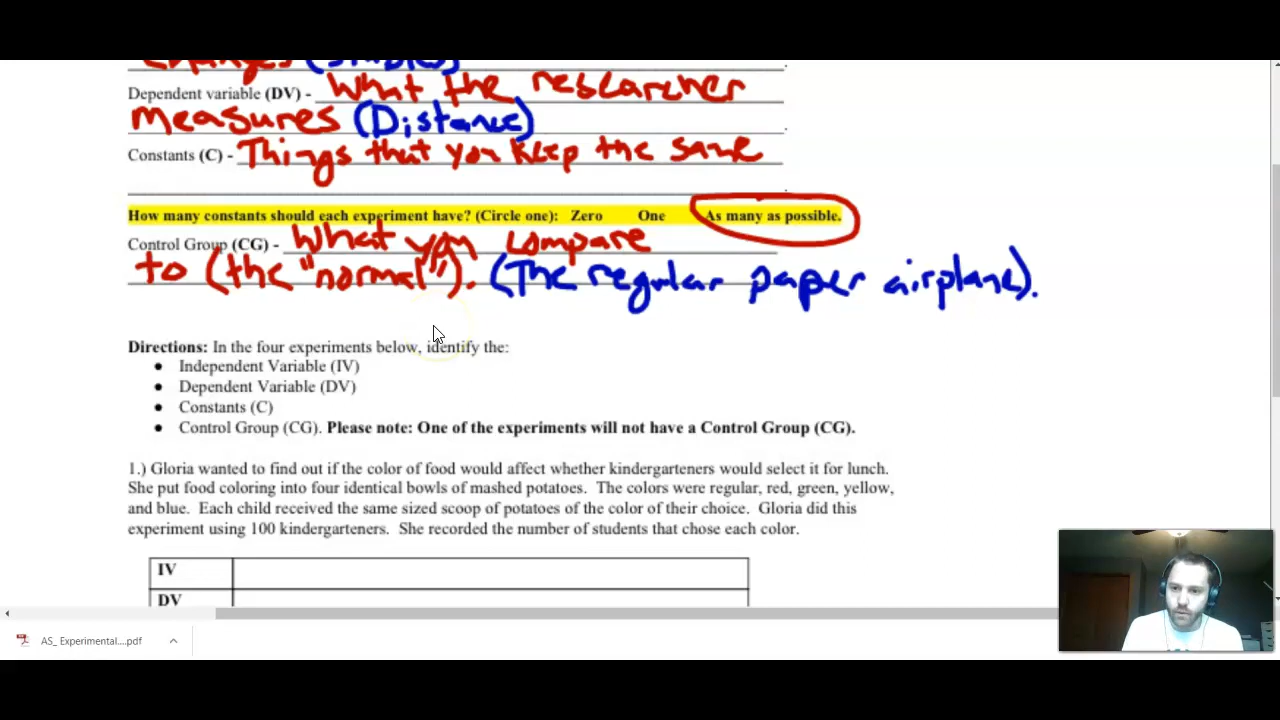 changes (Styles)
Dependent variable (DV) - What the researcher
measures (Distance)
Constants (C) - Things that you keep the same
How many constants should each experiment have? (Circle one): Zero One As many as possible.
Control Group (CG) - What you compare
to (the "normal"). (The regular paper airplane).
Directions: In the four experiments below, identify the:
• Independent Variable (IV)
• Dependent Variable (DV)
• Constants (C)
• Control Group (CG). Please note: One of the experiments will not have a Control Group (CG).
1.) Gloria wanted to find out if the color of food would affect whether kindergarteners would select it for lunch.
She put food coloring into four identical bowls of mashed potatoes. The colors were regular, red, green, yellow,
and blue. Each child received the same sized scoop of potatoes of the color of their choice. Gloria did this
experiment using 100 kindergarteners. She recorded the number of students that chose each color.
IV
DV
AS_ Experimental....pdf